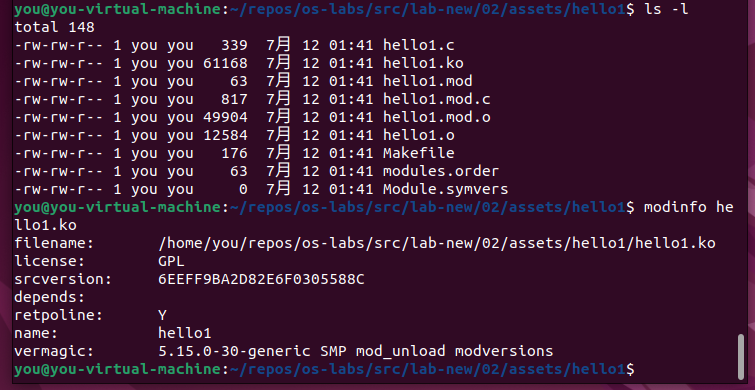 you@you-virtual-machine:~/repos/os-labs/src/lab-new/02/assets/hello1$ ls -l
total 148
-rw-rw-r-- 1 you you   339  7月 12 01:41 hello1.c
-rw-rw-r-- 1 you you 61168  7月 12 01:41 hello1.ko
-rw-rw-r-- 1 you you    63  7月 12 01:41 hello1.mod
-rw-rw-r-- 1 you you   817  7月 12 01:41 hello1.mod.c
-rw-rw-r-- 1 you you 49904  7月 12 01:41 hello1.mod.o
-rw-rw-r-- 1 you you 12584  7月 12 01:41 hello1.o
-rw-rw-r-- 1 you you   176  7月 12 01:41 Makefile
-rw-rw-r-- 1 you you    63  7月 12 01:41 modules.order
-rw-rw-r-- 1 you you     0  7月 12 01:41 Module.symvers
you@you-virtual-machine:~/repos/os-labs/src/lab-new/02/assets/hello1$ modinfo he
llo1.ko
filename:       /home/you/repos/os-labs/src/lab-new/02/assets/hello1/hello1.ko
license:        GPL
srcversion:     6EEFF9BA2D82E6F0305588C
depends:
retpoline:      Y
name:           hello1
vermagic:       5.15.0-30-generic SMP mod_unload modversions
you@you-virtual-machine:~/repos/os-labs/src/lab-new/02/assets/hello1$